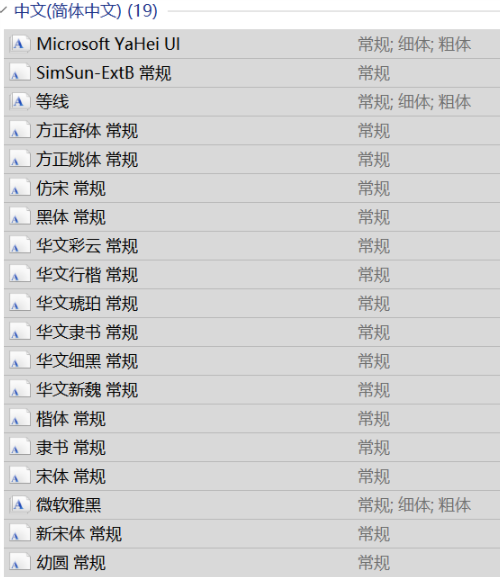 中文(简体中文) (19)
Microsoft YaHei UI 常规; 细体; 粗体
SimSun-ExtB 常规 常规
等线 常规; 细体; 粗体
方正舒体 常规 常规
方正姚体 常规 常规
仿宋 常规 常规
黑体 常规 常规
华文彩云 常规 常规
华文行楷 常规 常规
华文琥珀 常规 常规
华文隶书 常规 常规
华文细黑 常规 常规
华文新魏 常规 常规
楷体 常规 常规
隶书 常规 常规
宋体 常规 常规
微软雅黑 常规; 细体; 粗体
新宋体 常规 常规
幼圆 常规 常规